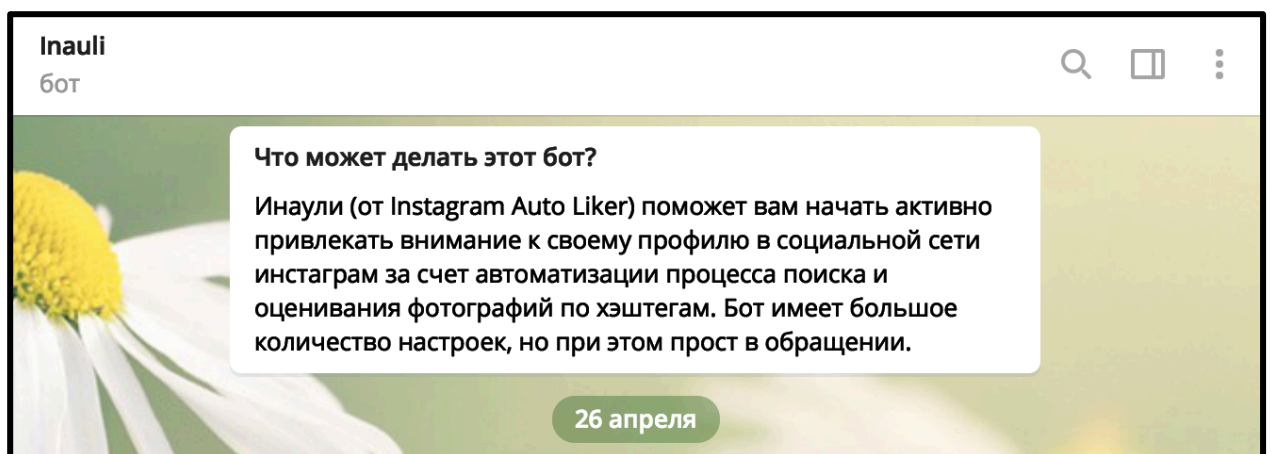 Inauli
бот
Что может делать этот бот?
Инаули (от Instagram Auto Liker) поможет вам начать активно
привлекать внимание к своему профилю в социальной сети
инстаграм за счет автоматизации процесса поиска и
оценивания фотографий по хэштегам. Бот имеет большое
количество настроек, но при этом прост в обращении.
26 апреля